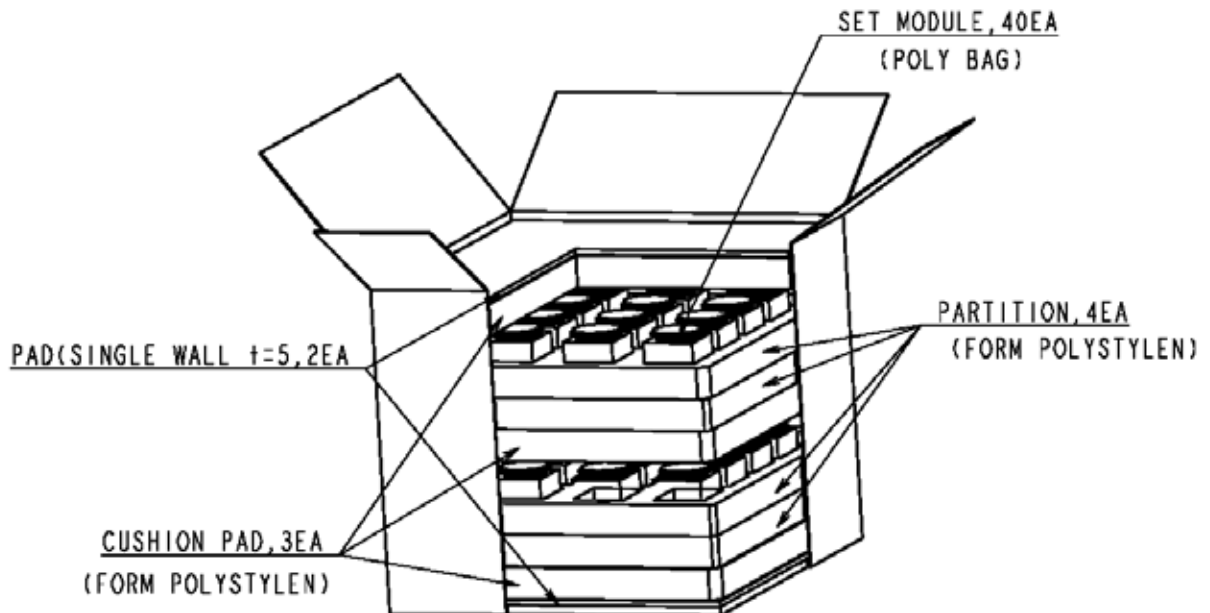 SET MODULE,40EA
(POLY BAG)
PARTITION,4EA
(FORM POLYSTYLEN)
PAD(SINGLE WALL t=5,2EA
CUSHION PAD,3EA
(FORM POLYSTYLEN)